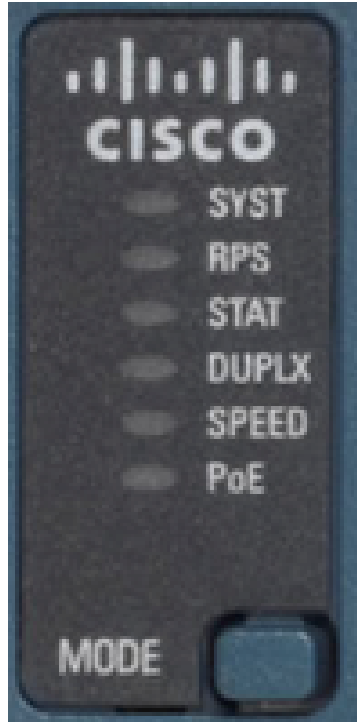 CISCO
SYST
RPS
STAT
DUPLX
SPEED
PoE
MODE